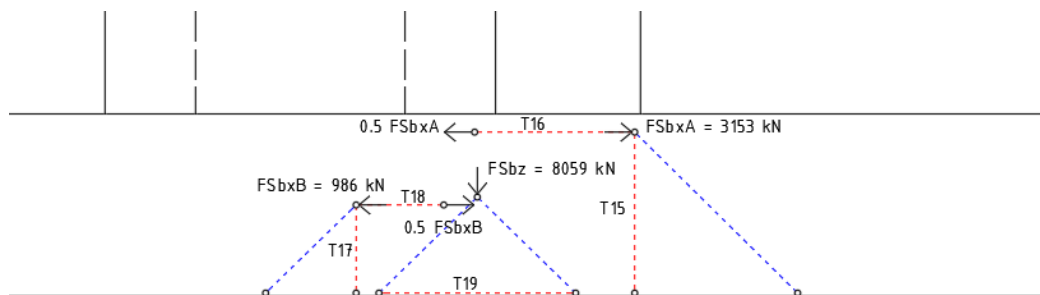 0.5 FSbxA
T16
FSbxA = 3153 kN
FSbz = 8059 kN
FSbxB = 986 kN
T18
T15
0.5 FSbxB
T17
T19